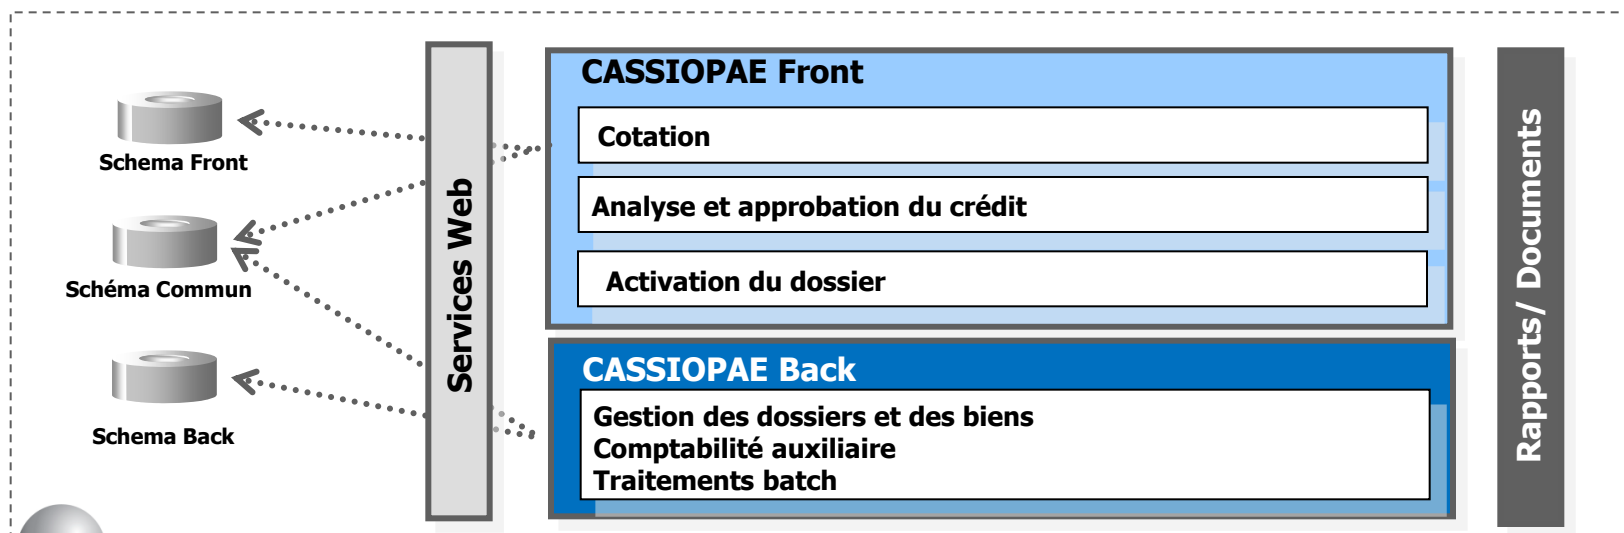 Schema Front
Schéma Commun
Schema Back
Services Web
CASSIOPAE Front
Cotation
Analyse et approbation du crédit
Activation du dossier
CASSIOPAE Back
Gestion des dossiers et des biens
Comptabilité auxiliaire
Traitements batch
Rapports/ Documents